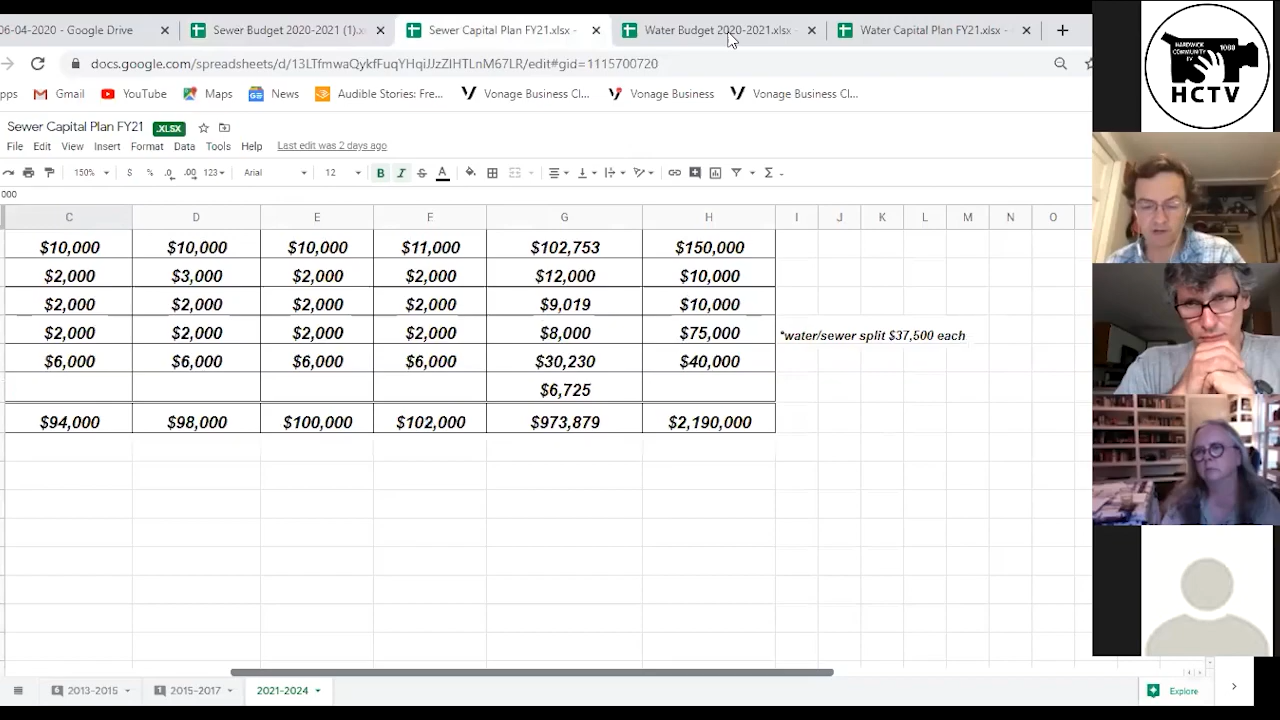 06-04-2020 - Google Drive × Sewer Budget 2020-2021 (1).x × Sewer Capital Plan FY21.xlsx - × Water Budget 2020-2021.xlsx - × Water Capital Plan FY21.xlsx - × +
docs.google.com/spreadsheets/d/
Gmail YouTube Maps News Audible Stories: Fre... Vonage Business Cl... Vonage Business Vonage Business Cl...
Sewer Capital Plan FY21 .XLSX
File Edit View Insert Format Data Tools Help Last edit was 2 days ago
150% $ % .0 .00 123 Arial 12 B I S A
000
C D E F G H I J K L M N O
$10,000 $10,000 $10,000 $11,000 $102,753 $150,000
$2,000 $3,000 $2,000 $2,000 $12,000 $10,000
$2,000 $2,000 $2,000 $2,000 $9,019 $10,000
$2,000 $2,000 $2,000 $2,000 $8,000 $75,000 *water/sewer split $37,500 each
$6,000 $6,000 $6,000 $6,000 $30,230 $40,000
$6,725
$94,000 $98,000 $100,000 $102,000 $973,879 $2,190,000
6 2013-2015 1 2015-2017 2021-2024 Explore
HARDWICK
COMMUNITY
TV
1088
HCTV